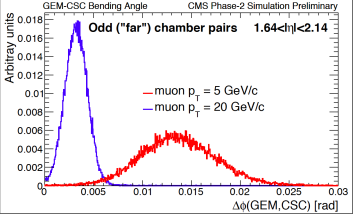 GEM-CSC Bending Angle CMS Phase-2 Simulation Preliminary
Odd ("far") chamber pairs 1.64<|η|<2.14
Arbitray units
0.018
0.016
0.014
0.012
0.01
0.008
0.006
0.004
0.002
0
muon p_T = 5 GeV/c
muon p_T = 20 GeV/c
0 0.005 0.01 0.015 0.02 0.025 0.03
Δϕ(GEM,CSC) [rad]